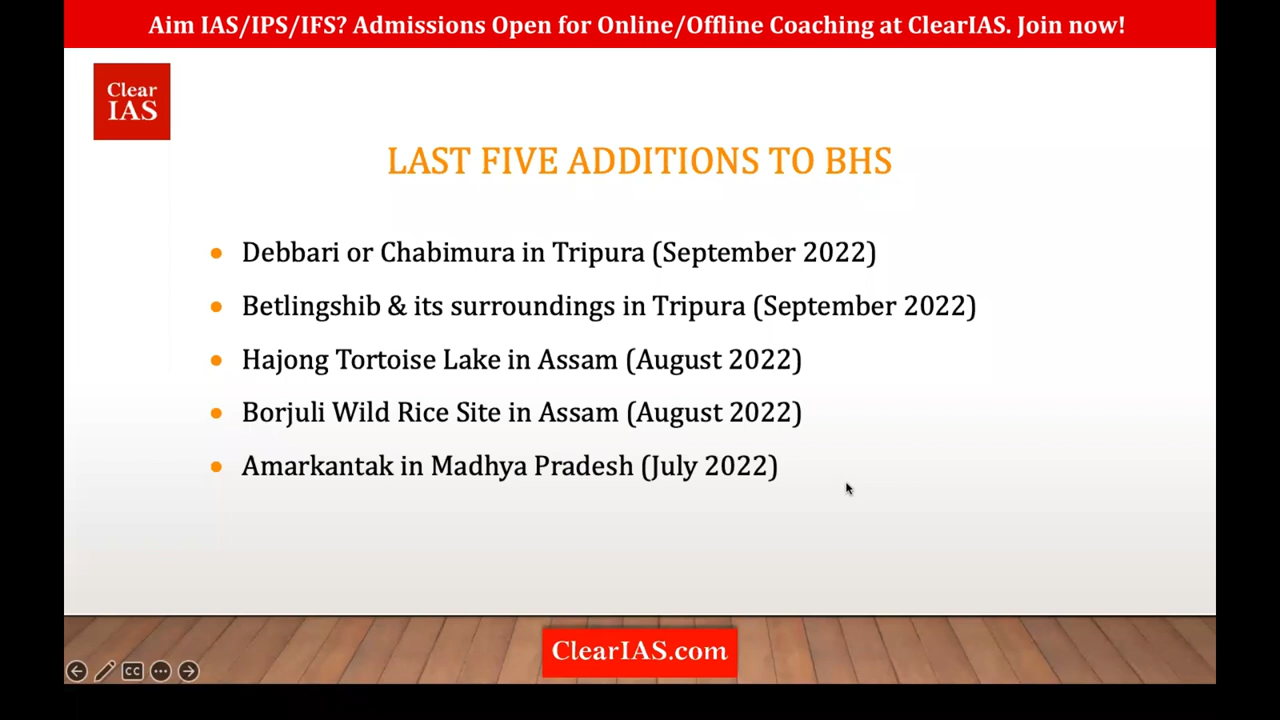 Aim IAS/IPS/IFS? Admissions Open for Online/Offline Coaching at ClearIAS. Join now!
Clear
IAS
LAST FIVE ADDITIONS TO BHS
Debbari or Chabimura in Tripura (September 2022)
Betlingshib & its surroundings in Tripura (September 2022)
Hajong Tortoise Lake in Assam (August 2022)
Borjuli Wild Rice Site in Assam (August 2022)
Amarkantak in Madhya Pradesh (July 2022)
ClearIAS.com
CC